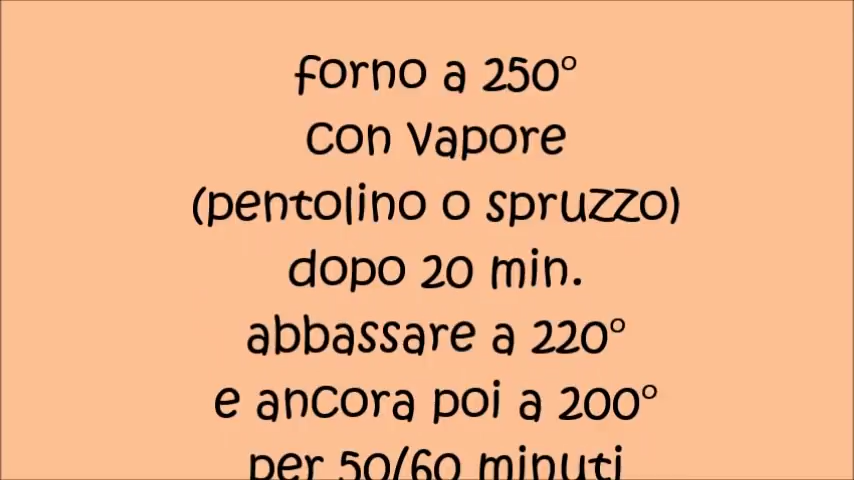 forno a 250°
con vapore
(pentolino o spruzzo)
dopo 20 min.
abbassare a 220°
e ancora poi a 200°
per 50/60 minuti